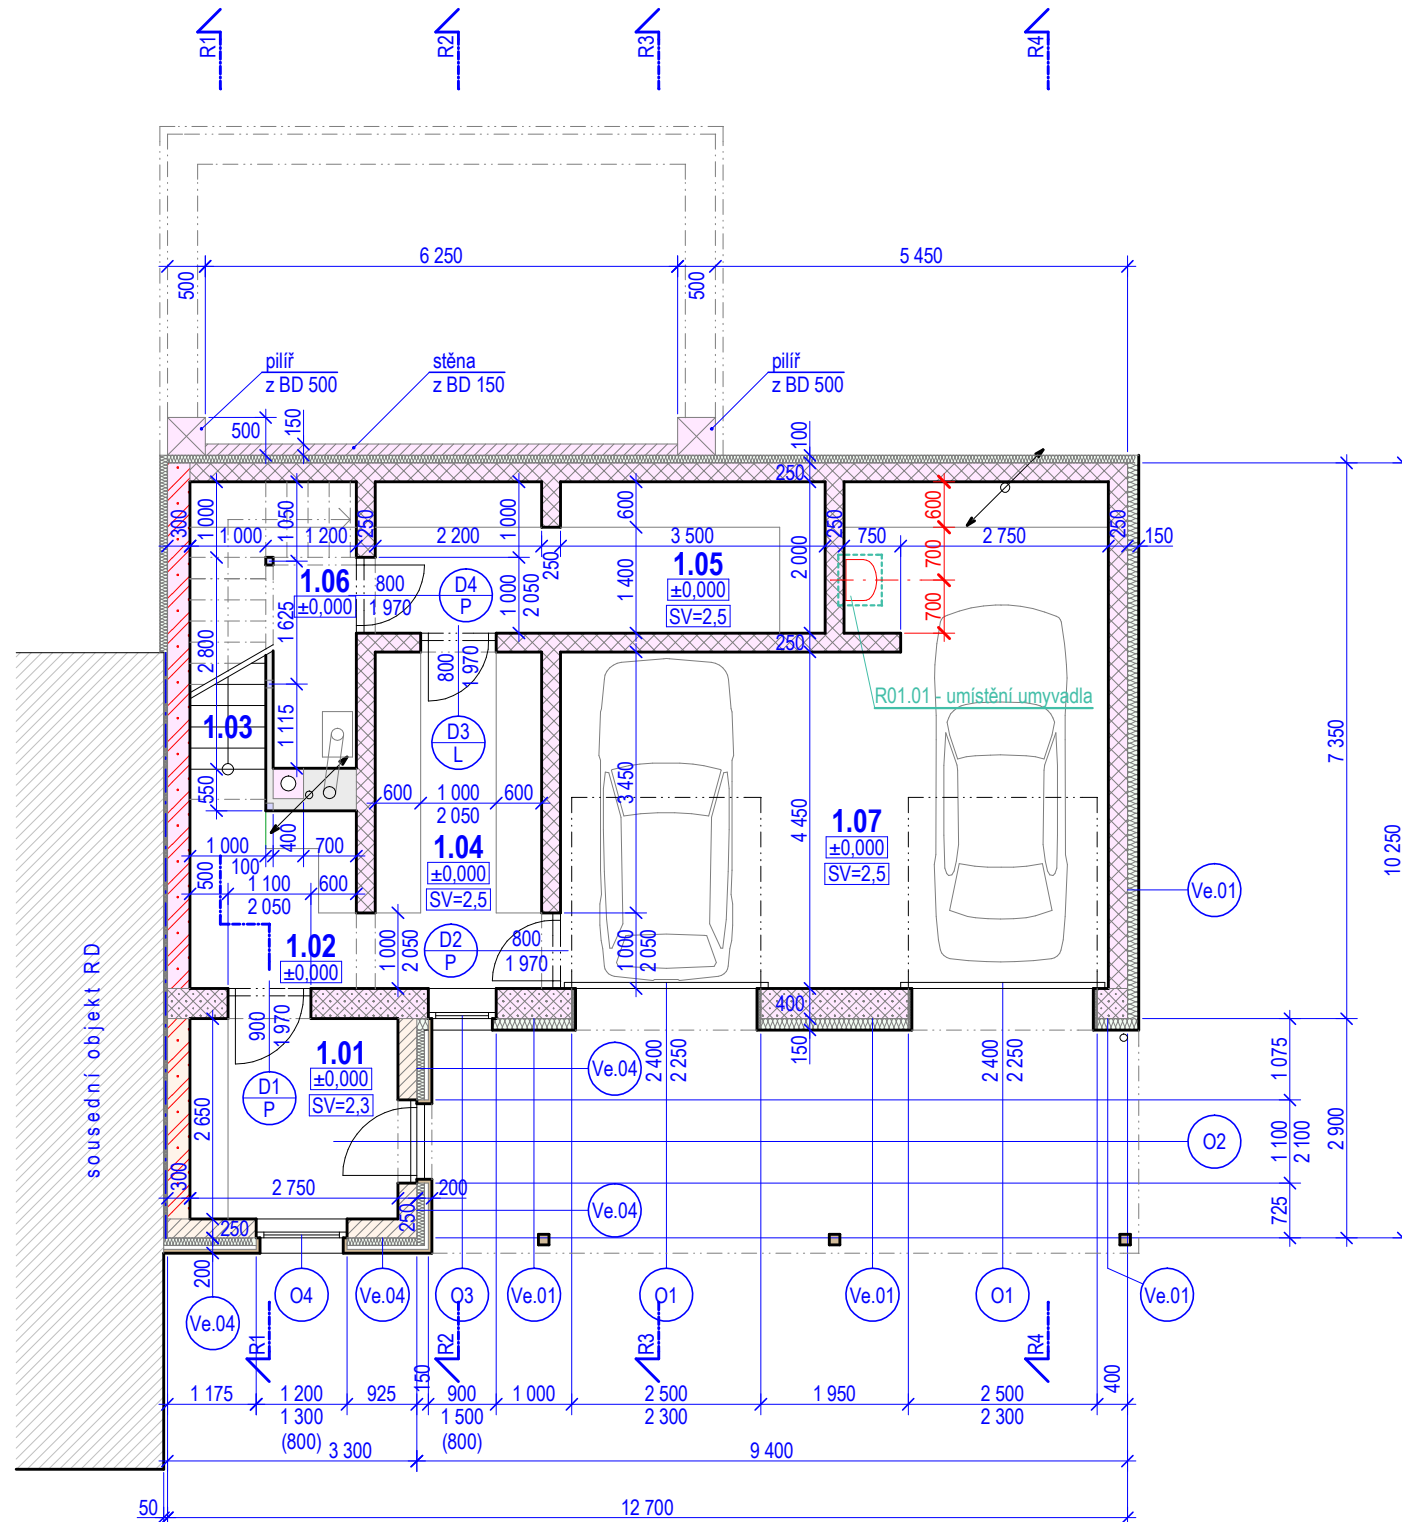 R1
R2
R3
R4
6 250
5 450
500
500
pilíř
z BD 500
stěna
z BD 150
pilíř
z BD 500
500
150
100
250
300
1 000
1 050
250
1 000
600
250
600
250
1 000
1 200
2 200
3 500
750
2 750
150
1.06
±0,000
800
1 970
D4
P
1 000
2 050
250
1 400
1.05
±0,000
SV=2,5
2 000
700
700
2 800
1 625
250
800
1 970
R01.01 - umístění umyvadla
1.03
1 115
D3
L
7 350
550
600
1 000
600
2 050
3 450
4 450
1.07
±0,000
SV=2,5
10 250
1 000
400
700
100
500
1 100
600
2 050
1.04
±0,000
SV=2,5
Ve.01
1.02
±0,000
1 000
2 050
D2
P
800
1 970
1 000
2 050
sousední objekt RD
400
900
1 970
1.01
±0,000
SV=2,3
D1
P
Ve.04
150
2 400
2 250
2 400
2 250
1 075
2 650
O2
1 100
2 100
2 900
300
2 750
200
250
250
Ve.04
725
200
Ve.04
O4
Ve.04
O3
Ve.01
O1
Ve.01
O1
Ve.01
R1
R2
R3
R4
150
400
1 175
1 200
925
900
1 000
2 500
1 950
2 500
1 300
1 500
2 300
2 300
(800)
(800)
3 300
9 400
50
12 700